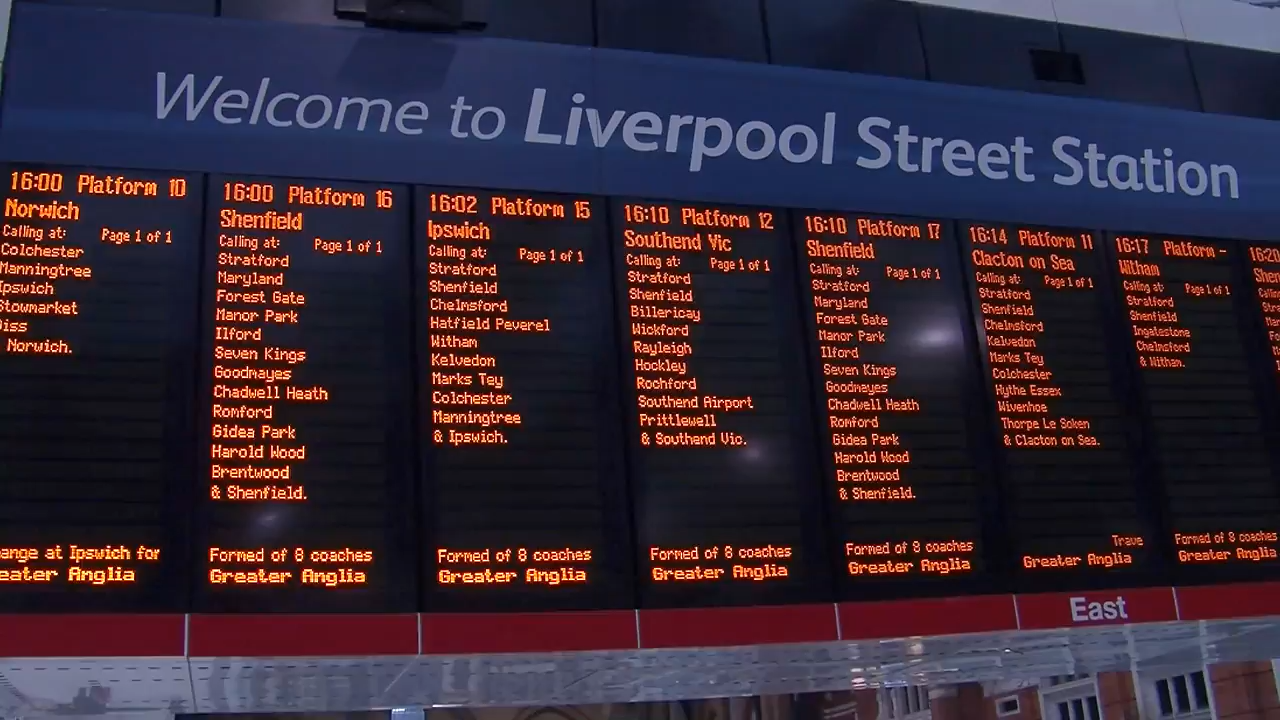 Welcome to Liverpool Street Station
16:00 Platform 10
Norwich
Calling at: Page 1 of 1
Colchester
Manningtree
Ipswich
Stowmarket
Diss
Norwich.
ange at Ipswich for
eater Anglia
16:00 Platform 16
Shenfield
Calling at: Page 1 of 1
Stratford
Maryland
Forest Gate
Manor Park
Ilford
Seven Kings
Goodmayes
Chadwell Heath
Romford
Gidea Park
Harold Wood
Brentwood
& Shenfield.
Formed of 8 coaches
Greater Anglia
16:02 Platform 15
Ipswich
Calling at: Page 1 of 1
Stratford
Shenfield
Chelmsford
Hatfield Peverel
Witham
Kelvedon
Marks Tey
Colchester
Manningtree
& Ipswich.
Formed of 8 coaches
Greater Anglia
16:10 Platform 12
Southend Vic
Calling at: Page 1 of 1
Stratford
Shenfield
Billericay
Wickford
Rayleigh
Hockley
Rochford
Southend Airport
Prittlewell
& Southend Vic.
Formed of 8 coaches
Greater Anglia
16:10 Platform 17
Shenfield
Calling at: Page 1 of 1
Stratford
Maryland
Forest Gate
Manor Park
Ilford
Seven Kings
Goodmayes
Chadwell Heath
Romford
Gidea Park
Harold Wood
Brentwood
& Shenfield.
Formed of 8 coaches
Greater Anglia
16:14 Platform 11
Clacton on Sea
Calling at: Page 1 of 1
Stratford
Shenfield
Chelmsford
Kelvedon
Marks Tey
Colchester
Hythe Essex
Wivenhoe
Thorpe Le Soken
& Clacton on Sea.
Trave
Greater Anglia
16:17 Platform -
Witham
Calling at: Page 1 of 1
Stratford
Shenfield
Ingatestone
Chelmsford
& Witham.
Formed of 8 coaches
Greater Anglia
16:20
East